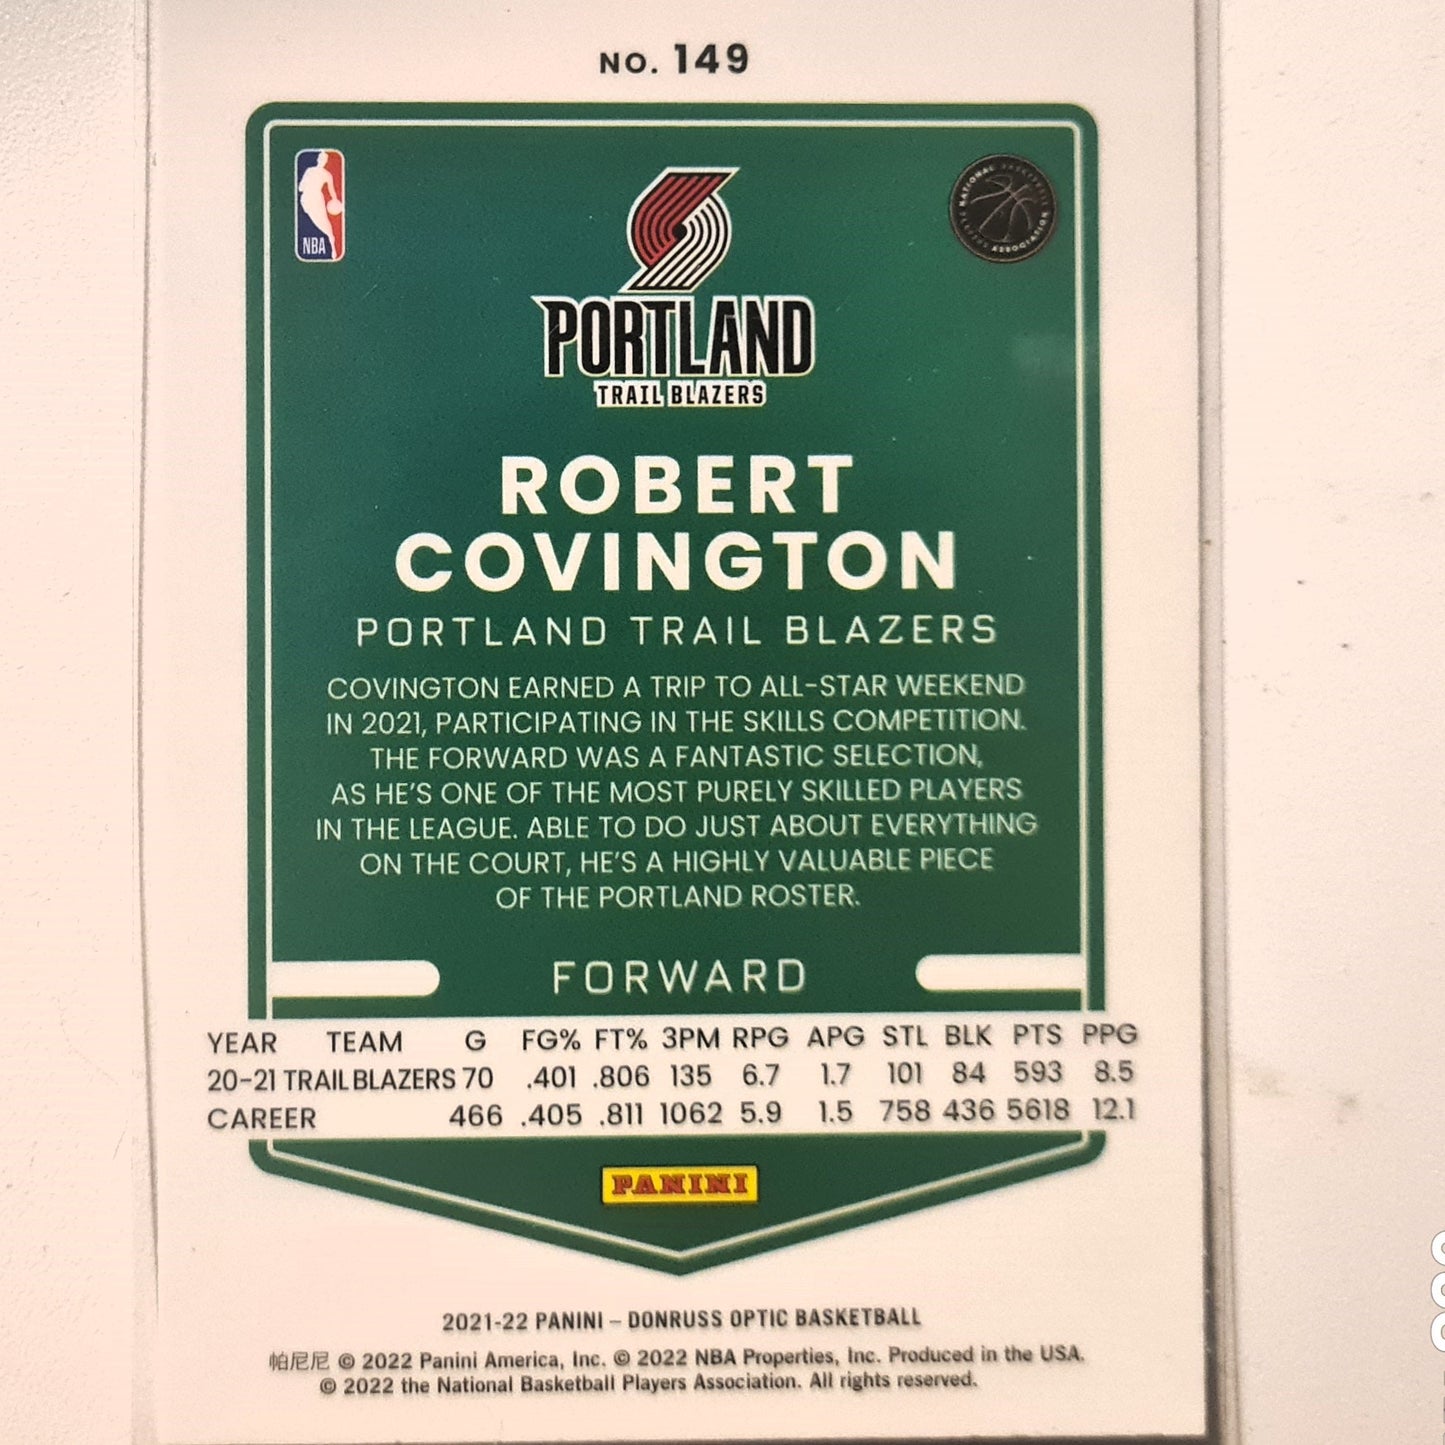 NO. 149
NBA
NATIONAL BASKETBALL PLAYERS ASSOCIATION
PORTLAND
TRAIL BLAZERS
ROBERT
COVINGTON
PORTLAND TRAIL BLAZERS
COVINGTON EARNED A TRIP TO ALL-STAR WEEKEND
IN 2021, PARTICIPATING IN THE SKILLS COMPETITION.
THE FORWARD WAS A FANTASTIC SELECTION,
AS HE'S ONE OF THE MOST PURELY SKILLED PLAYERS
IN THE LEAGUE. ABLE TO DO JUST ABOUT EVERYTHING
ON THE COURT, HE'S A HIGHLY VALUABLE PIECE
OF THE PORTLAND ROSTER.
FORWARD
YEAR TEAM G FG% FT% 3PM RPG APG STL BLK PTS PPG
20-21 TRAIL BLAZERS 70 .401 .806 135 6.7 1.7 101 84 593 8.5
CAREER 466 .405 .811 1062 5.9 1.5 758 436 5618 12.1
PANINI
2021-22 PANINI – DONRUSS OPTIC BASKETBALL
帕尼尼 © 2022 Panini America, Inc. © 2022 NBA Properties, Inc. Produced in the USA.
© 2022 the National Basketball Players Association. All rights reserved.